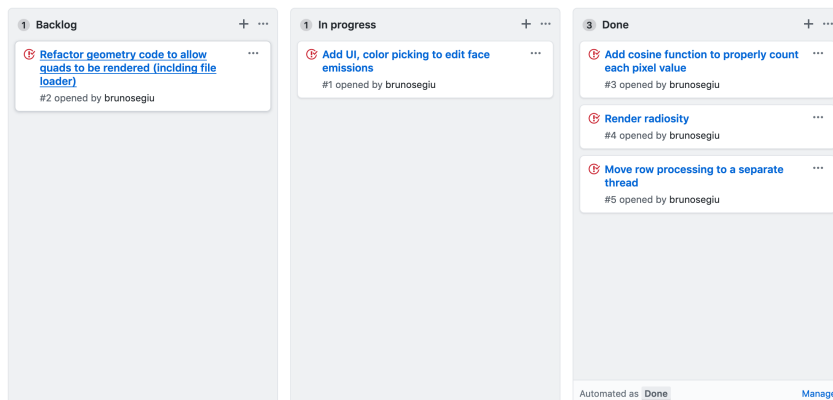 1 Backlog
Refactor geometry code to allow
quads to be rendered (inclding file
loader)
#2 opened by brunosegiu
1 In progress
Add UI, color picking to edit face
emissions
#1 opened by brunosegiu
3 Done
Add cosine function to properly count
each pixel value
#3 opened by brunosegiu
Render radiosity
#4 opened by brunosegiu
Move row processing to a separate
thread
#5 opened by brunosegiu
Automated as Done
Manage